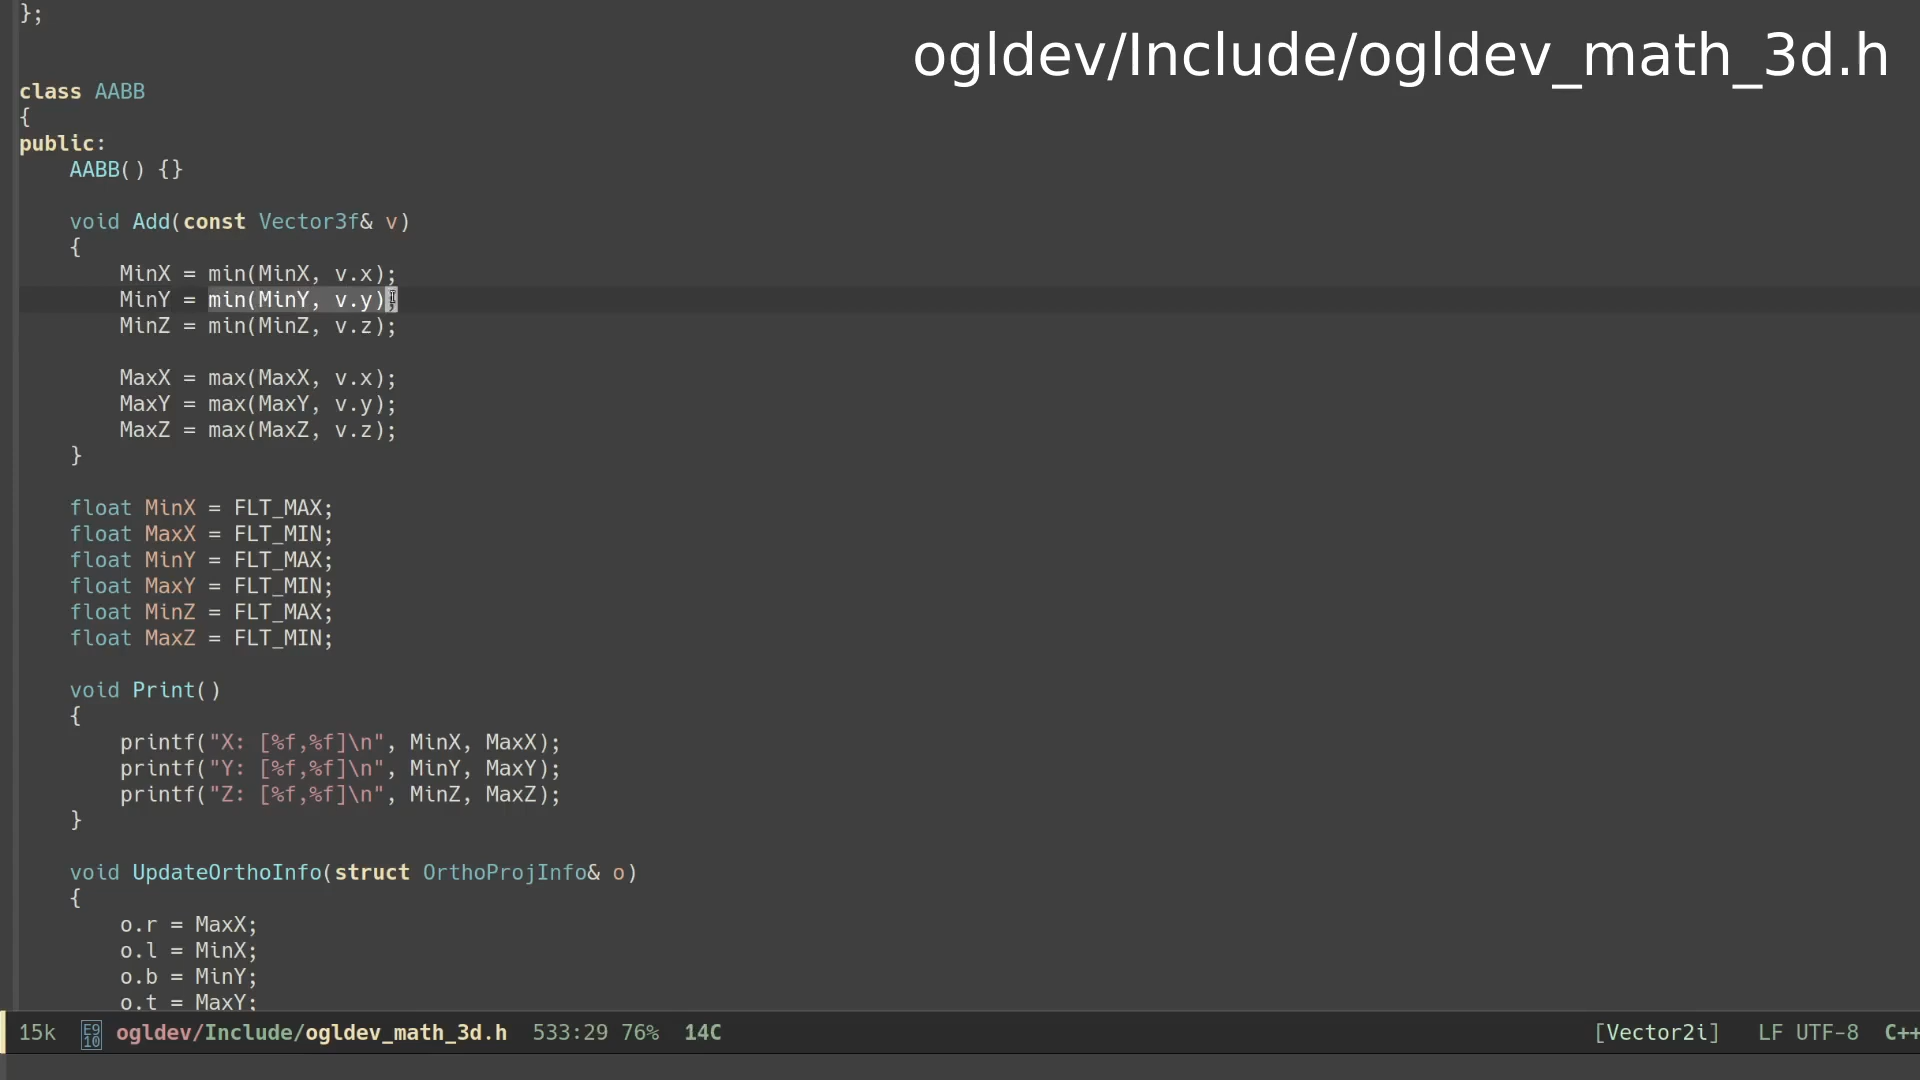 };
ogldev/Include/ogldev_math_3d.h
class AABB
{
public:
    AABB() {}

    void Add(const Vector3f& v)
    {
        MinX = min(MinX, v.x);
        MinY = min(MinY, v.y);
        MinZ = min(MinZ, v.z);

        MaxX = max(MaxX, v.x);
        MaxY = max(MaxY, v.y);
        MaxZ = max(MaxZ, v.z);
    }

    float MinX = FLT_MAX;
    float MaxX = FLT_MIN;
    float MinY = FLT_MAX;
    float MaxY = FLT_MIN;
    float MinZ = FLT_MAX;
    float MaxZ = FLT_MIN;

    void Print()
    {
        printf("X: [%f,%f]\n", MinX, MaxX);
        printf("Y: [%f,%f]\n", MinY, MaxY);
        printf("Z: [%f,%f]\n", MinZ, MaxZ);
    }

    void UpdateOrthoInfo(struct OrthoProjInfo& o)
    {
        o.r = MaxX;
        o.l = MinX;
        o.b = MinY;
        o.t = MaxY;
15k E910 ogldev/Include/ogldev_math_3d.h 533:29 76% 14C [Vector2i] LF UTF-8 C++